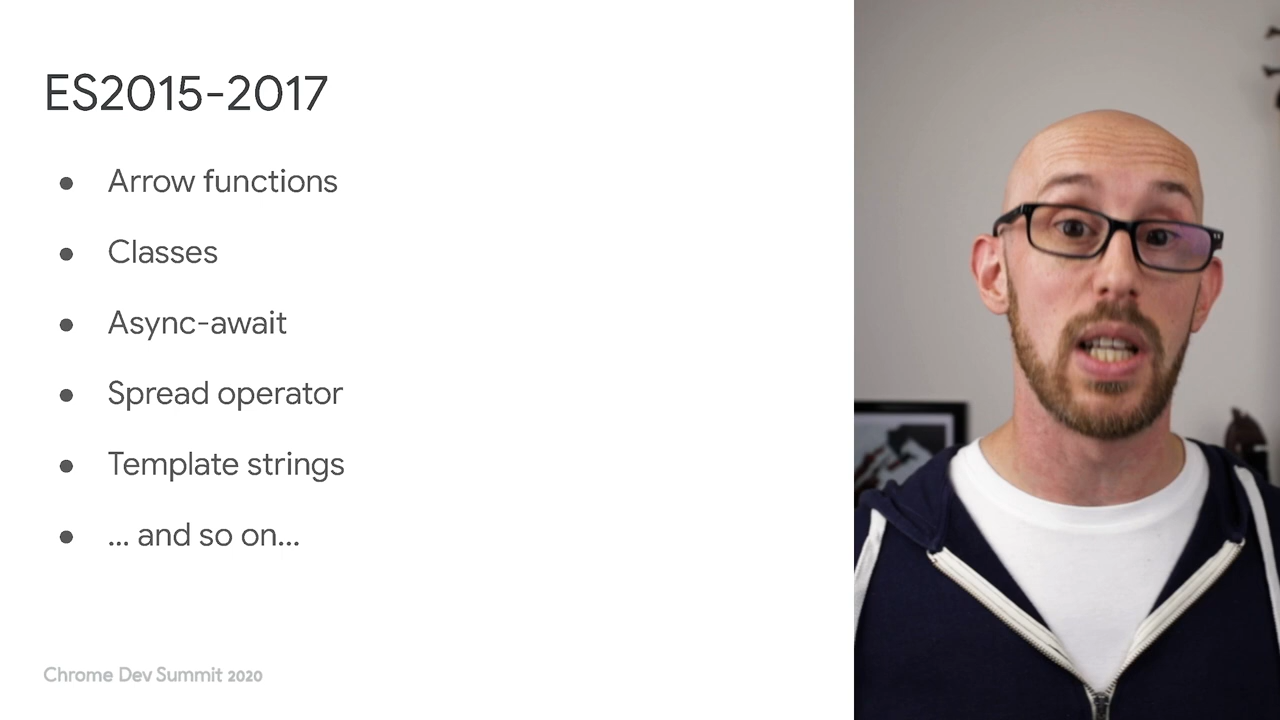 ES2015-2017
● Arrow functions
● Classes
● Async-await
● Spread operator
● Template strings
● ... and so on...
Chrome Dev Summit 2020